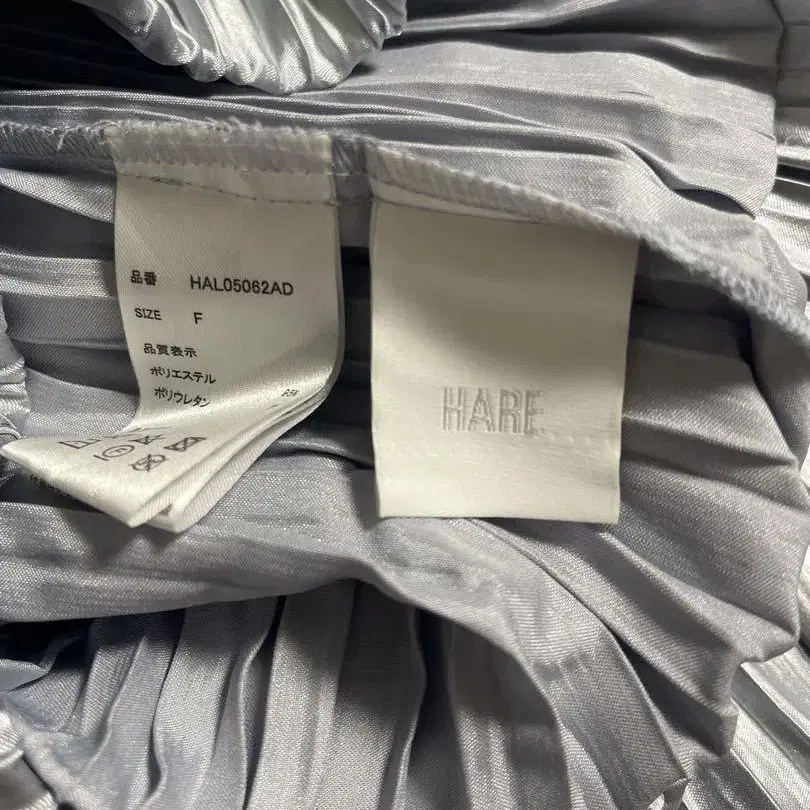 品番 HAL05062AD
SIZE F
品質表示
ポリエステル
ポリウレタン
HARE